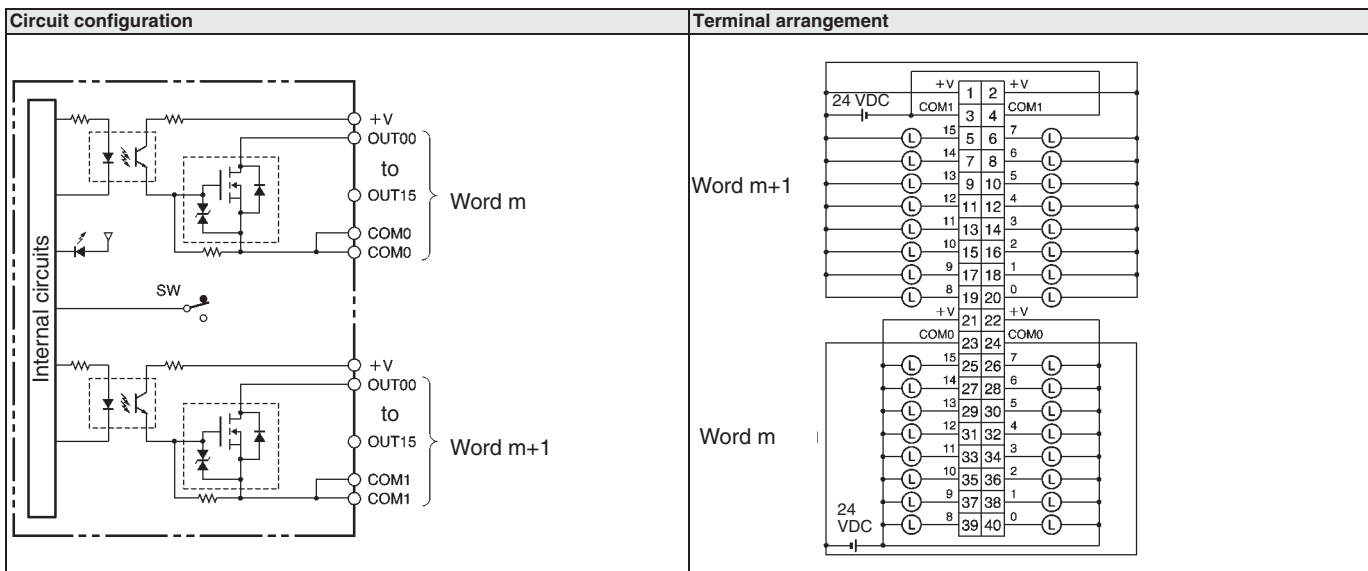 Circuit configuration
Terminal arrangement
Internal circuits
+V
OUT00
to
OUT15
COM0
COM0
Word m
SW
+V
OUT00
to
OUT15
COM1
COM1
Word m+1
Word m+1
24 VDC
+V 1 2 +V
COM1 3 4 COM1
L 15 5 6 7 L
L 14 7 8 6 L
L 13 9 10 5 L
L 12 11 12 4 L
L 11 13 14 3 L
L 10 15 16 2 L
L 9 17 18 1 L
L 8 19 20 0 L
Word m
+V 21 22 +V
COM0 23 24 COM0
L 15 25 26 7 L
L 14 27 28 6 L
L 13 29 30 5 L
L 12 31 32 4 L
L 11 33 34 3 L
L 10 35 36 2 L
L 9 37 38 1 L
L 8 39 40 0 L
24
VDC